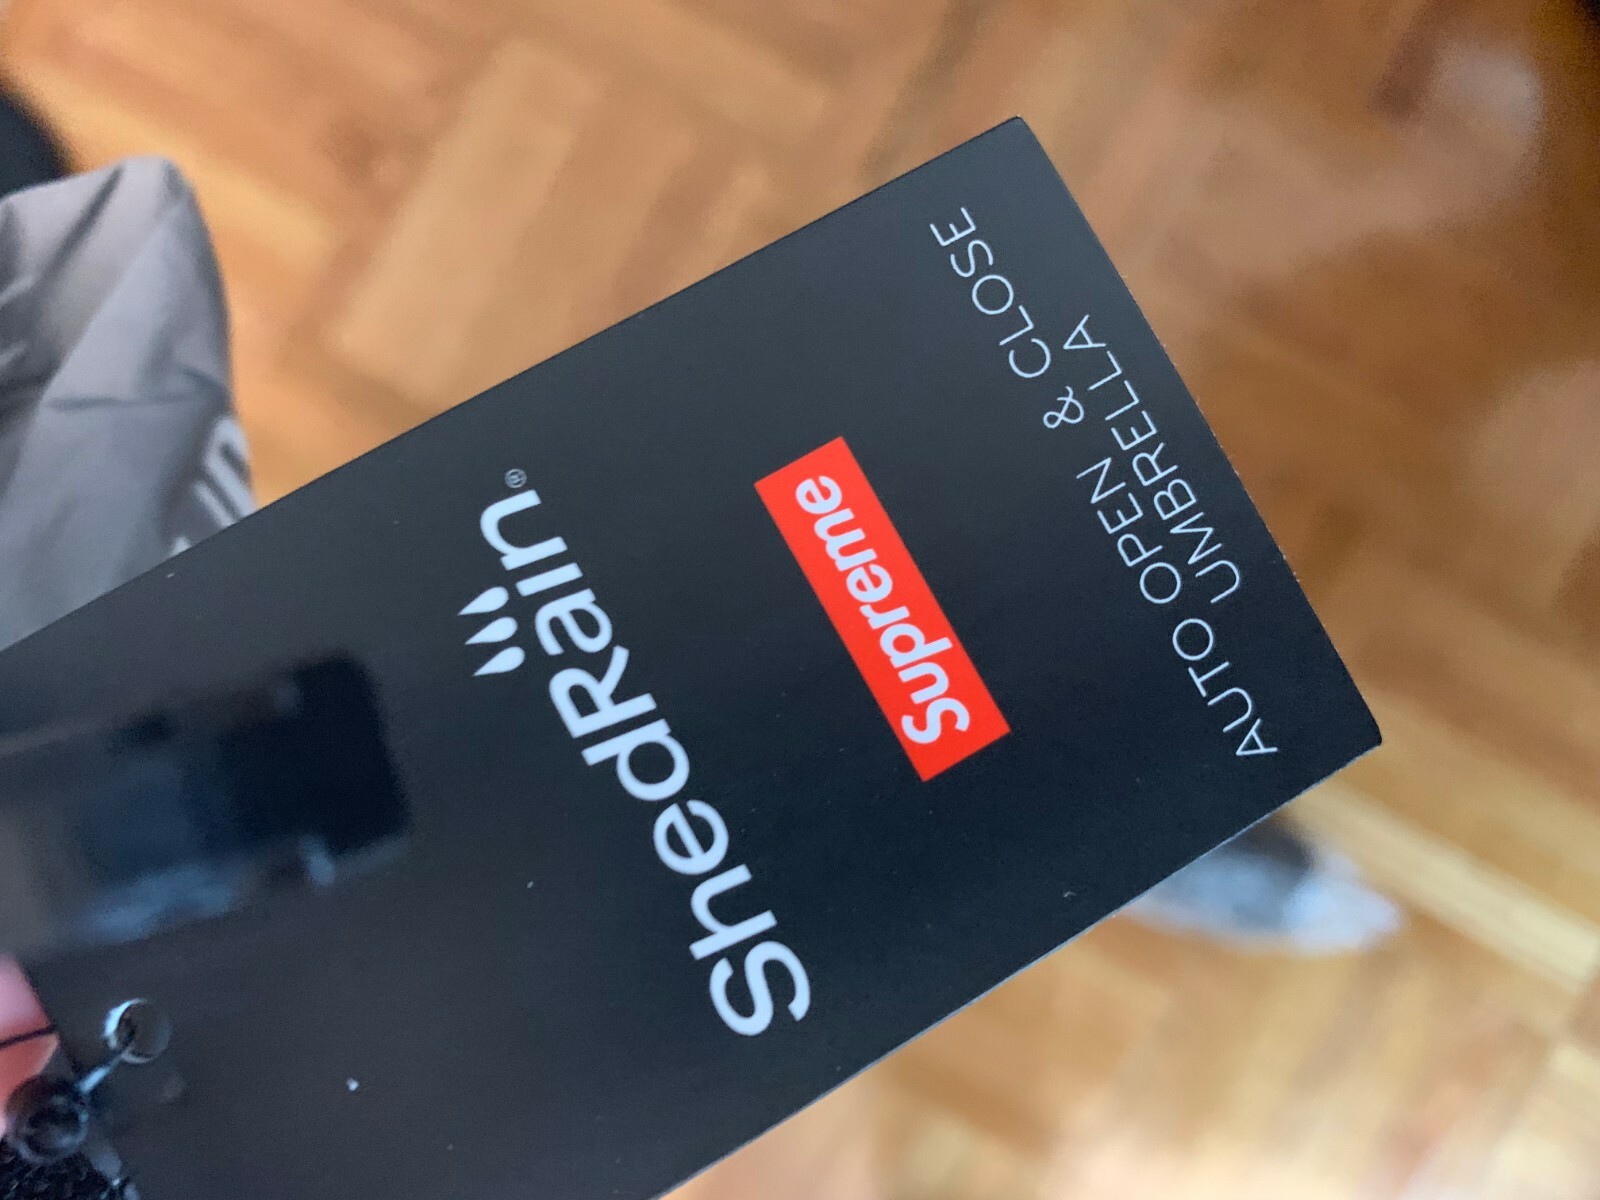 ShedRain®
Supreme
AUTO OPEN & CLOSE
UMBRELLA